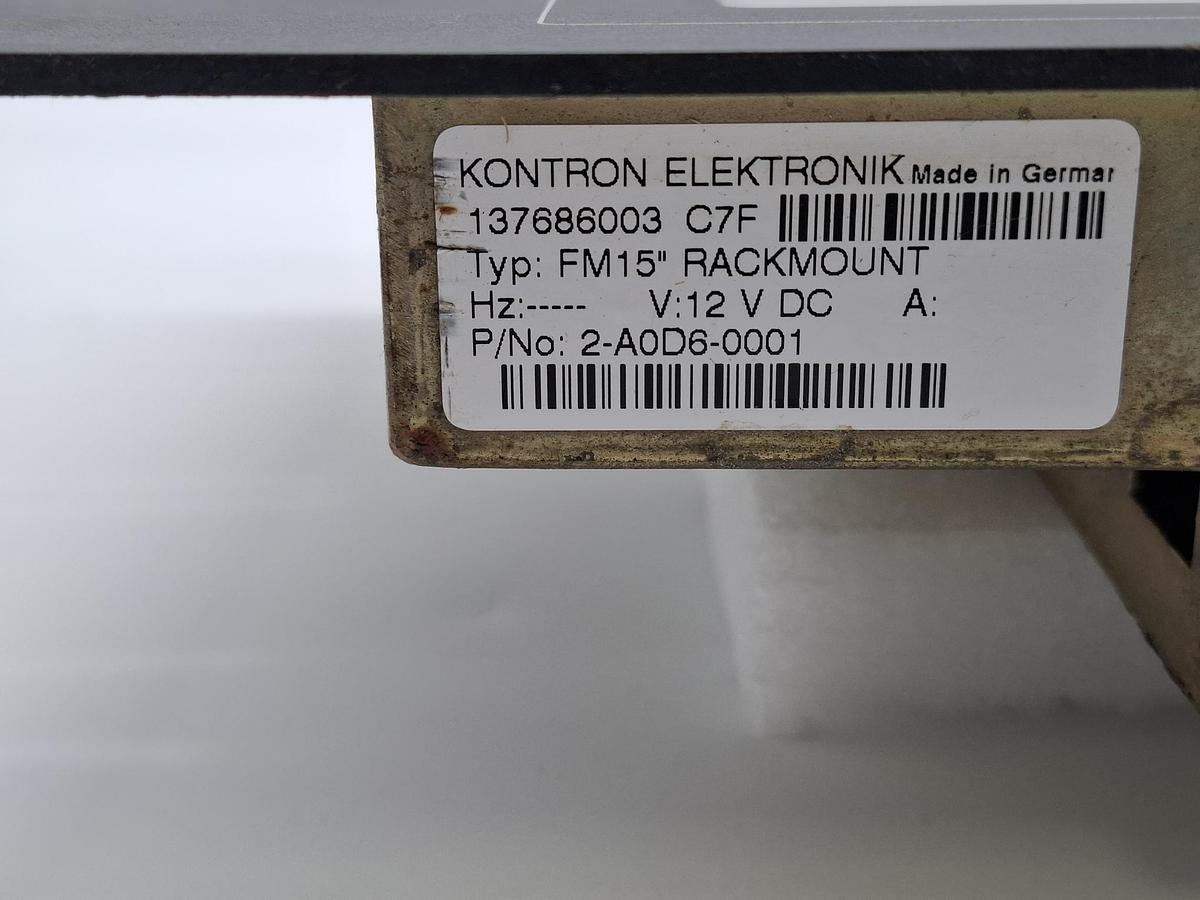 KONTRON ELEKTRONIK Made in Germar
137686003 C7F
Typ: FM15" RACKMOUNT
Hz:----- V:12 V DC A:
P/No: 2-A0D6-0001